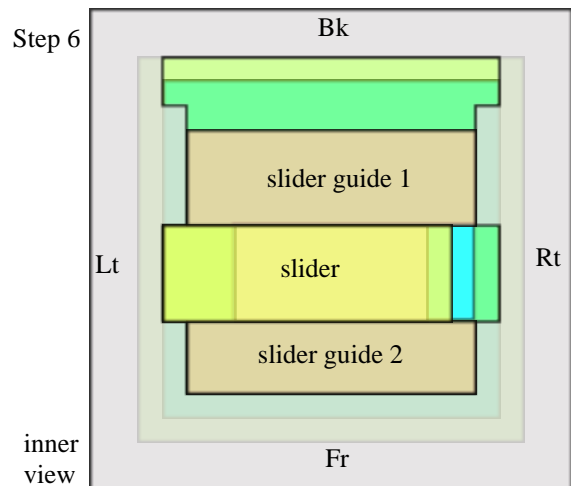 Step 6
Bk
slider guide 1
Lt
slider
Rt
slider guide 2
inner
view
Fr